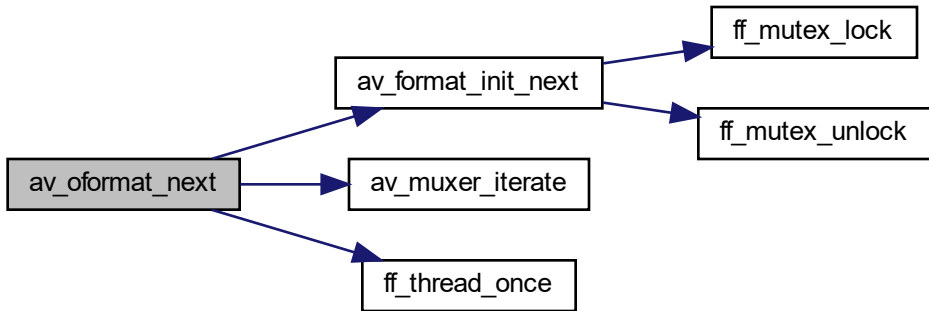 ff_mutex_lock
av_format_init_next
ff_mutex_unlock
av_oformat_next
av_muxer_iterate
ff_thread_once